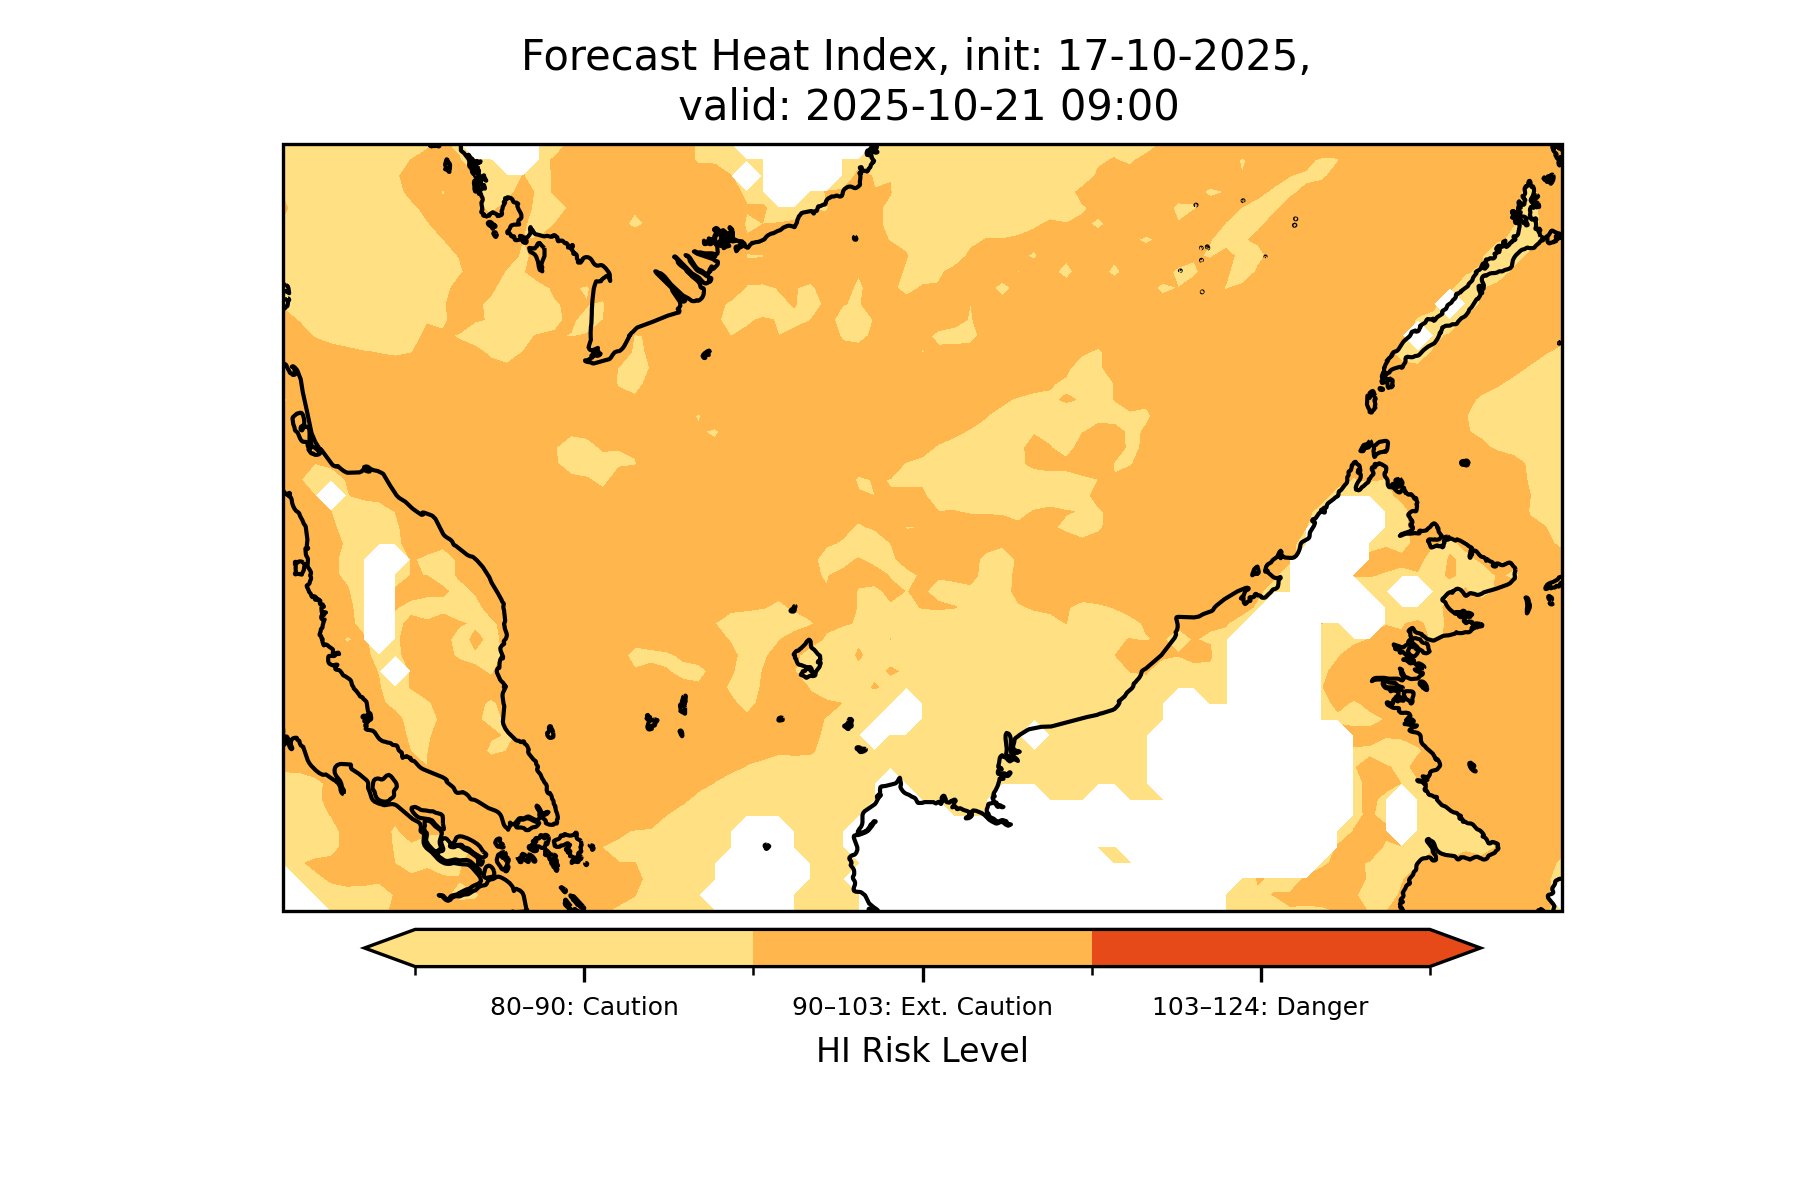 Forecast Heat Index, init: 17-10-2025,
valid: 2025-10-21 09:00
80–90: Caution
90–103: Ext. Caution
103–124: Danger
HI Risk Level